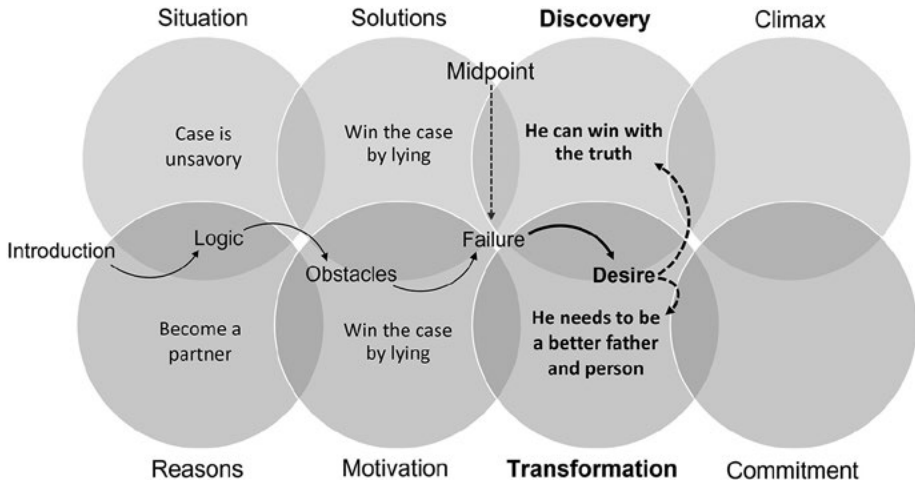 Situation
Solutions
Discovery
Climax
Midpoint
Case is
unsavory
Win the case
by lying
He can win with
the truth
Introduction
Logic
Obstacles
Failure
Desire
Become a
partner
Win the case
by lying
He needs to be
a better father
and person
Reasons
Motivation
Transformation
Commitment